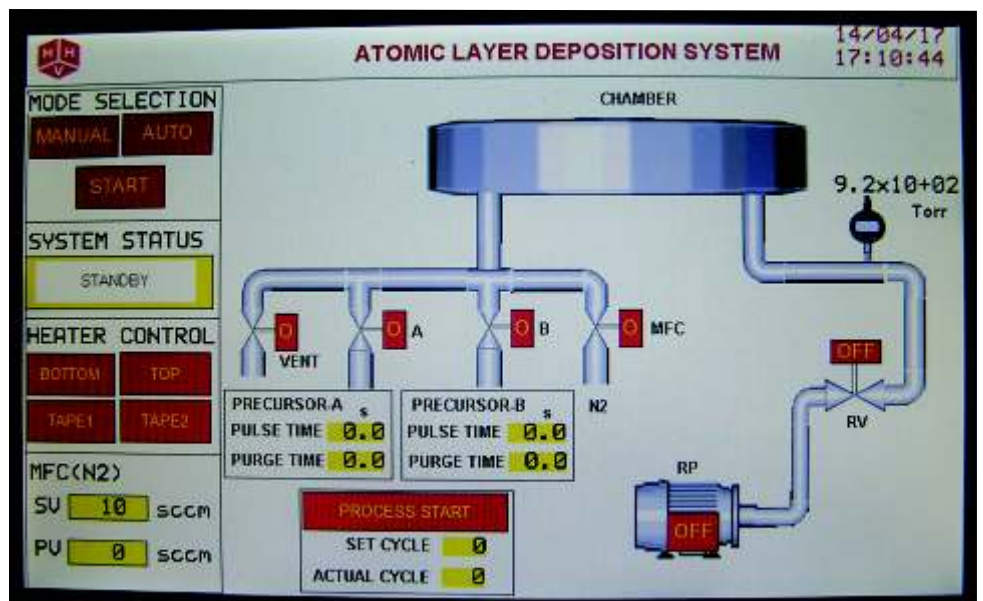 HHV
ATOMIC LAYER DEPOSITION SYSTEM
14/04/17
17:10:44
MODE SELECTION
MANUAL AUTO
START
SYSTEM STATUS
STANDBY
HEATER CONTROL
BOTTOM TOP
TAPE1 TAPE2
MFC(N2)
SV 10 sccm
PV 0 sccm
CHAMBER
9.2x10+02
Torr
O VENT
O A
O B
O MFC
N2
PRECURSOR-A s
PULSE TIME 0.0
PURGE TIME 0.0
PRECURSOR-B s
PULSE TIME 0.0
PURGE TIME 0.0
OFF
RV
RP
OFF
PROCESS START
SET CYCLE 0
ACTUAL CYCLE 0